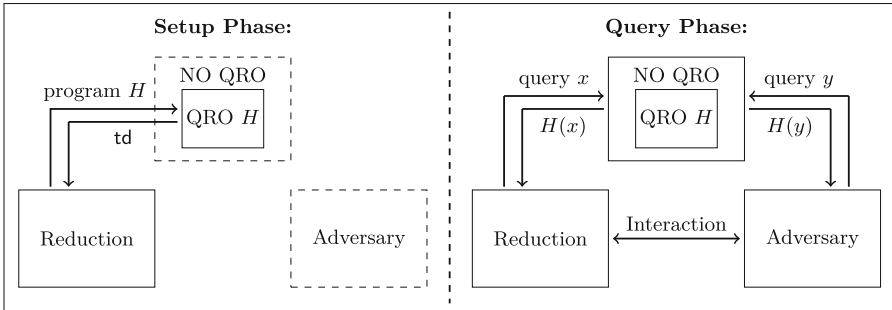 Setup Phase:
NO QRO
program H
QRO H
td
Reduction
Adversary
Query Phase:
query x
NO QRO
query y
H(x)
QRO H
H(y)
Reduction
Interaction
Adversary